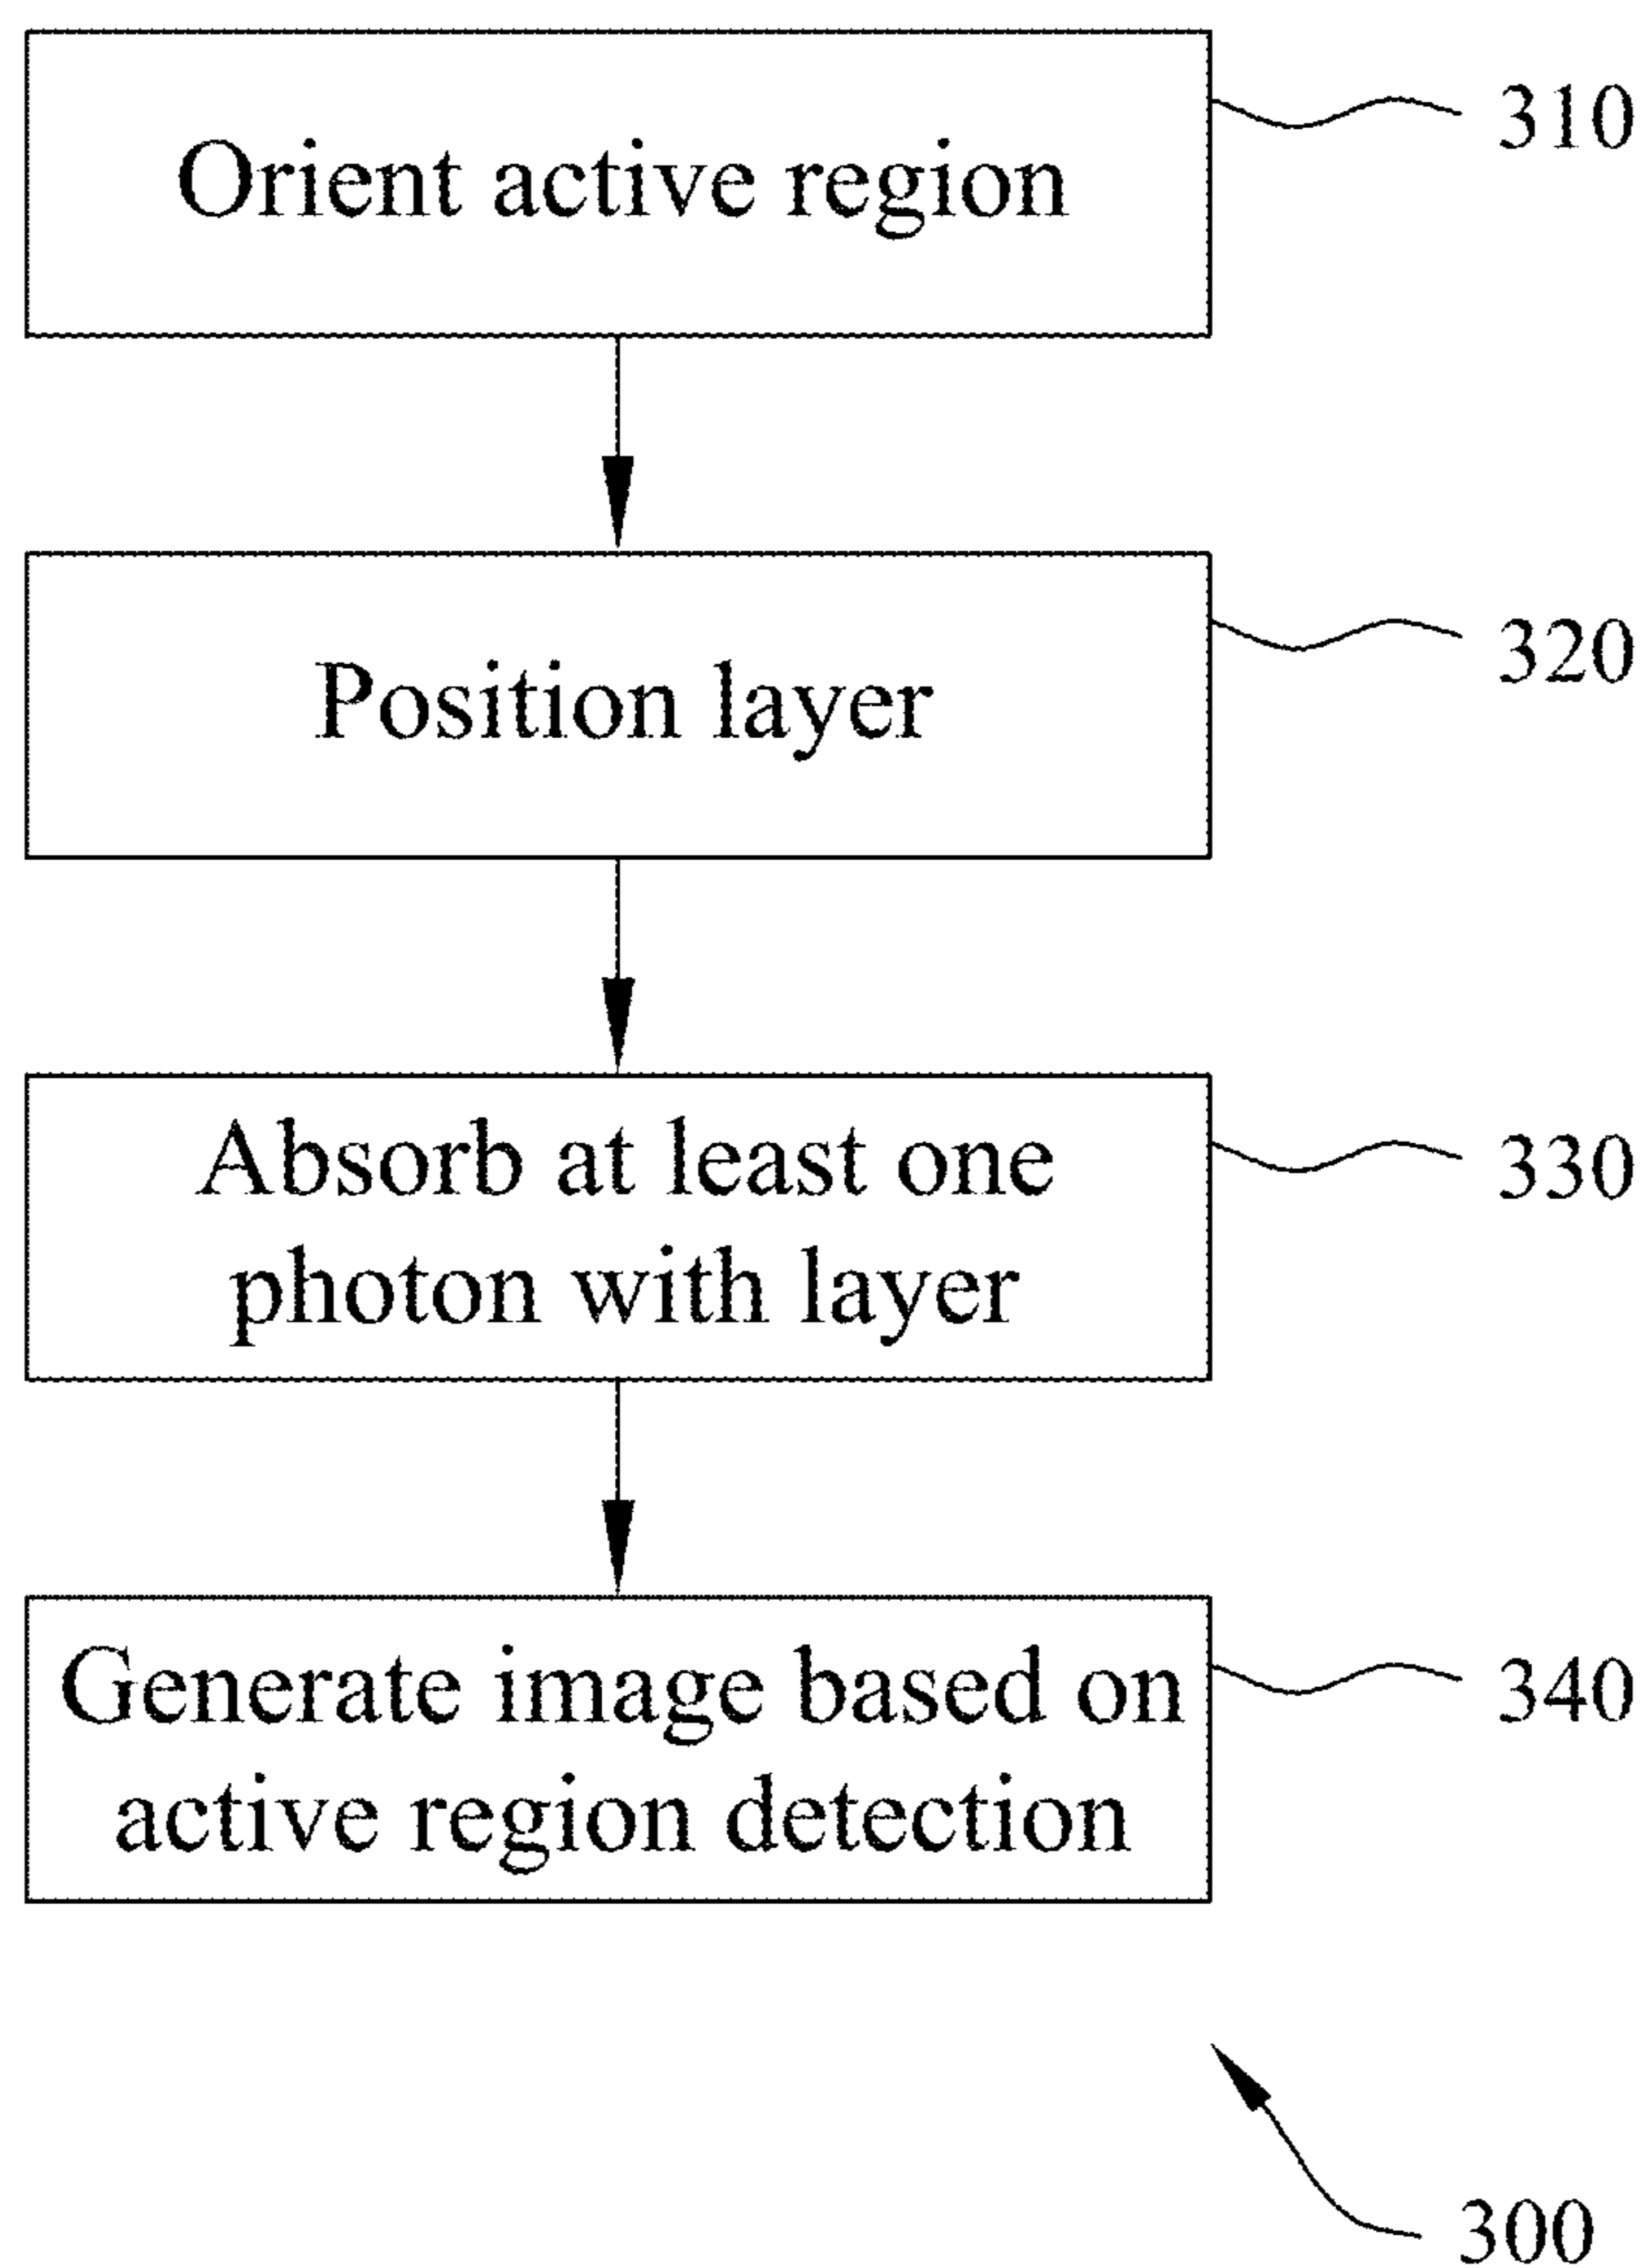 Orient active region
310
Position layer
320
Absorb at least one
photon with layer
330
Generate image based on
active region detection
340
300